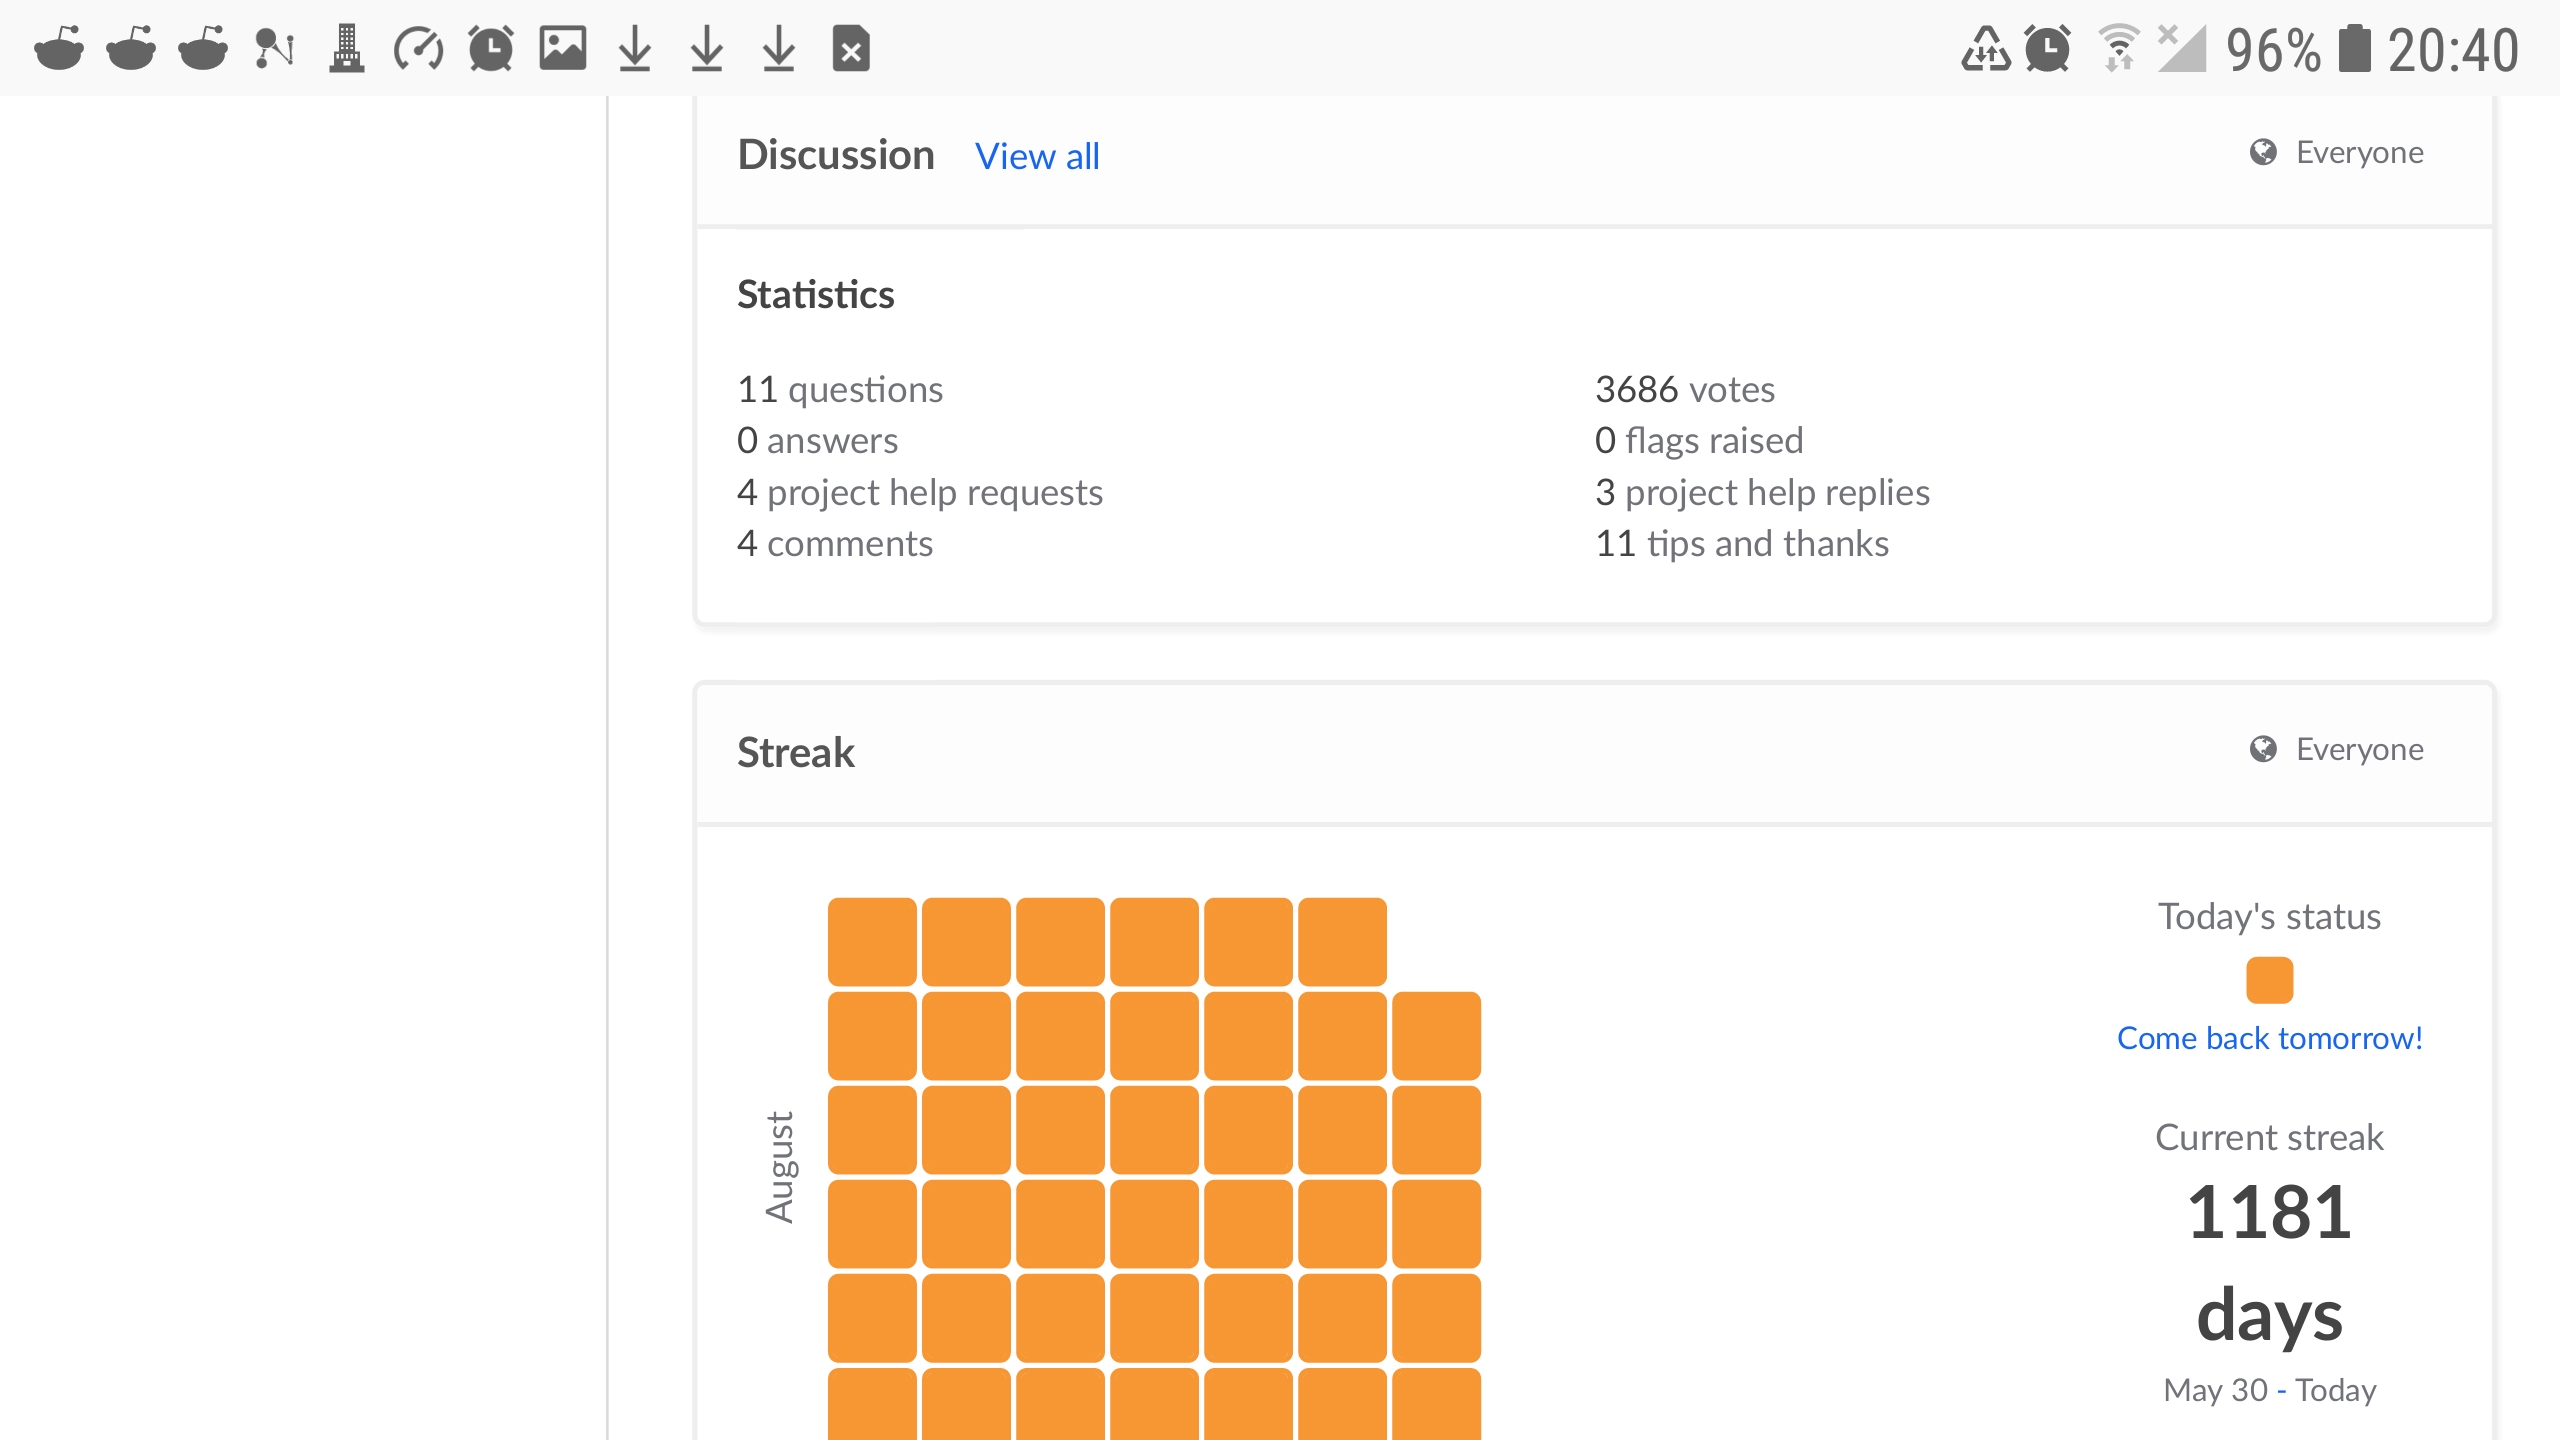 96% 20:40
Discussion View all Everyone
Statistics
11 questions
0 answers
4 project help requests
4 comments
3686 votes
0 flags raised
3 project help replies
11 tips and thanks
Streak Everyone
August
Today's status
Come back tomorrow!
Current streak
1181
days
May 30 - Today